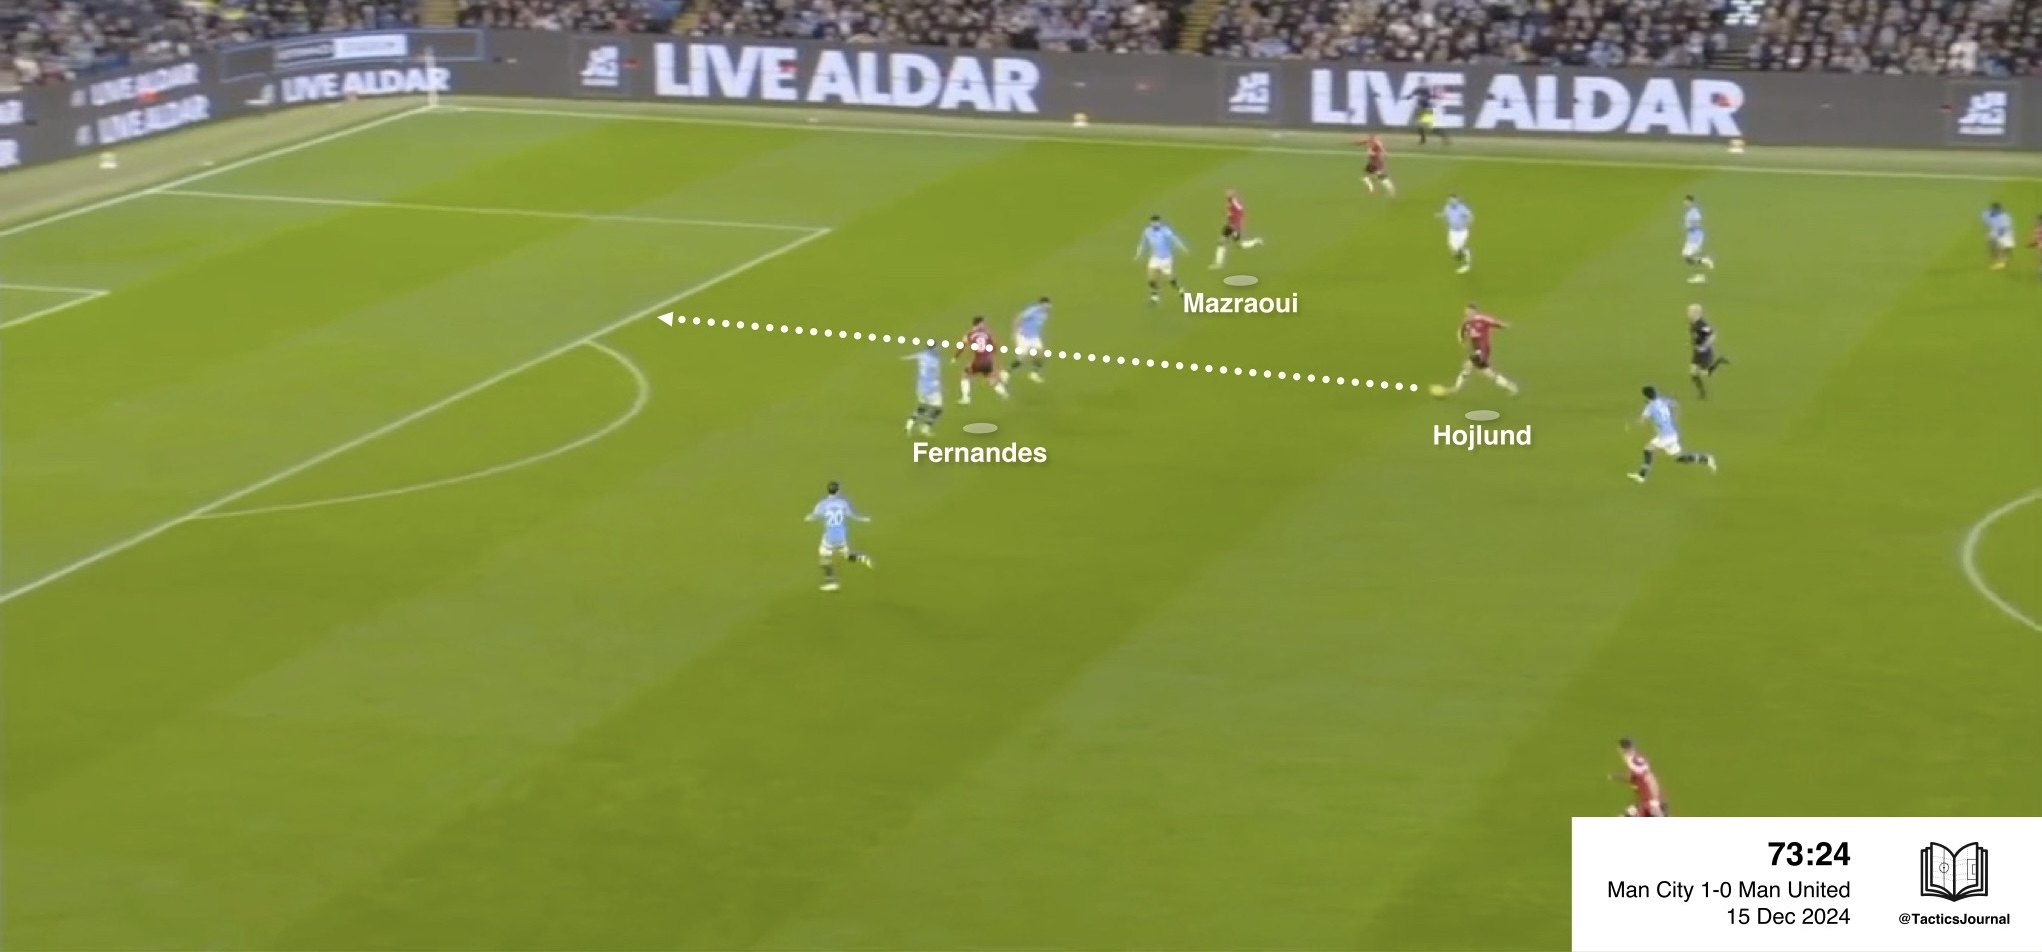 LIVE ALDAR
LIVE ALDAR
LIVE ALDAR
LIVE ALDAR
LIVE ALDAR
Mazraoui
Fernandes
Hojlund
20
73:24
Man City 1-0 Man United
15 Dec 2024
@TacticsJournal